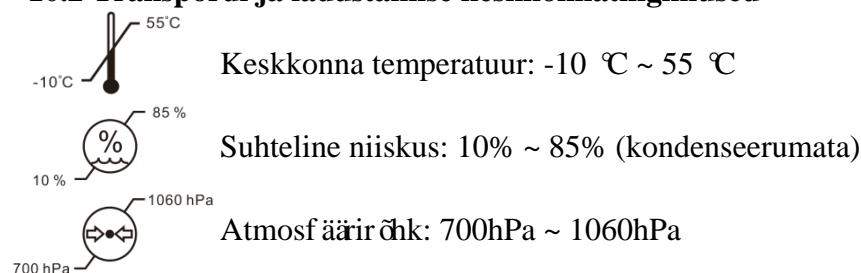 55°C
-10°C
Keskkonna temperatuur: -10 ℃ ~ 55 ℃
85 %
%
10 %
Suhteline niiskus: 10% ~ 85% (kondenseerumata)
1060 hPa
700 hPa
Atmosfäärirõhk: 700hPa ~ 1060hPa